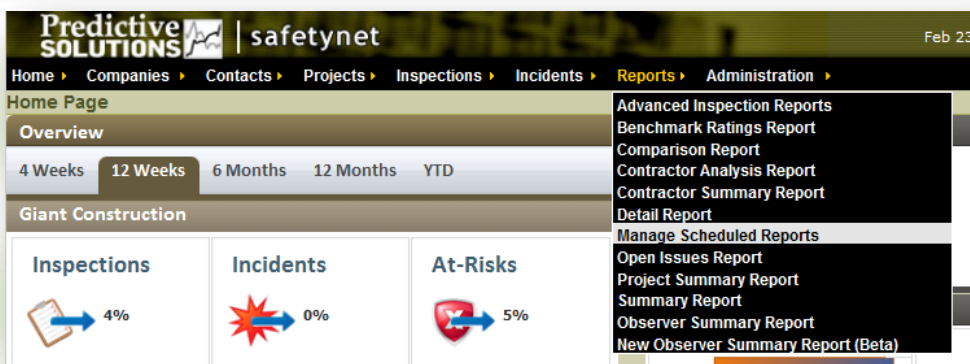 Predictive
SOLUTIONS | safetynet
Feb 23
Home Companies Contacts Projects Inspections Incidents Reports Administration
Home Page
Overview
4 Weeks 12 Weeks 6 Months 12 Months YTD
Giant Construction
Inspections Incidents At-Risks
4% 0% 5%
Advanced Inspection Reports
Benchmark Ratings Report
Comparison Report
Contractor Analysis Report
Contractor Summary Report
Detail Report
Manage Scheduled Reports
Open Issues Report
Project Summary Report
Summary Report
Observer Summary Report
New Observer Summary Report (Beta)